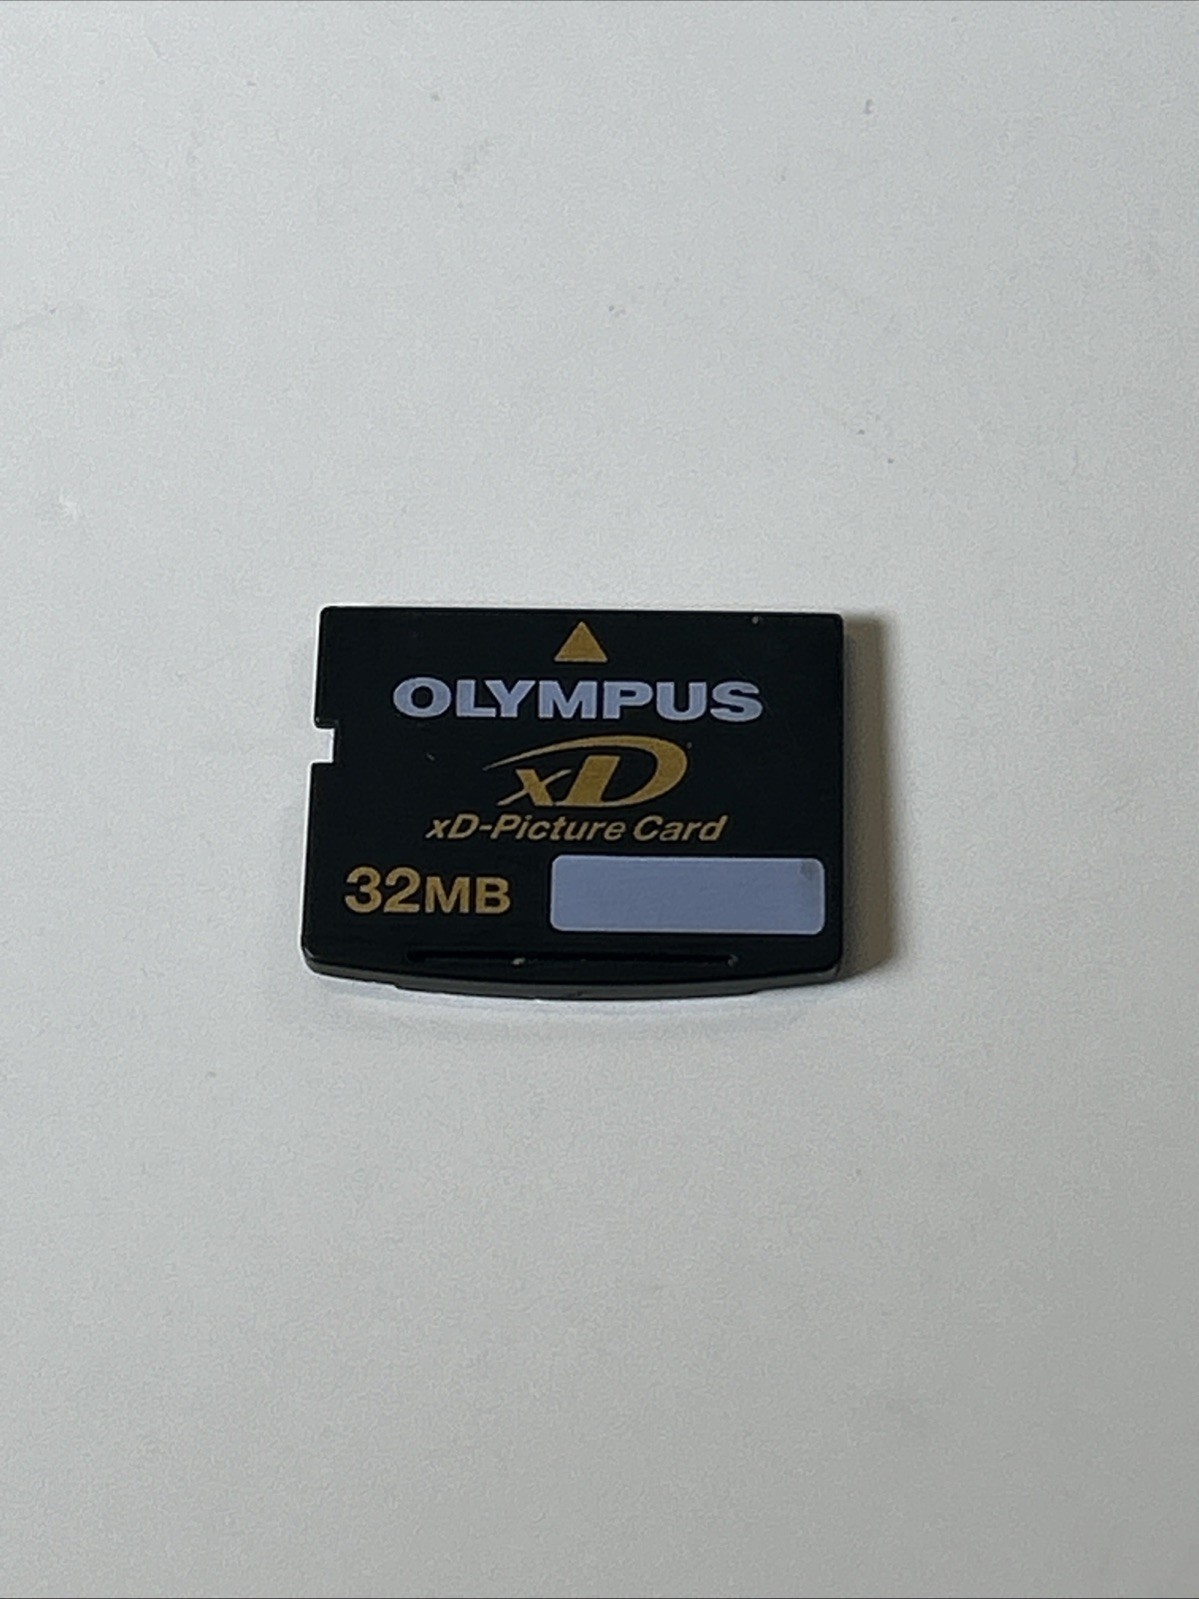 OLYMPUS
xD
xD-Picture Card
32MB